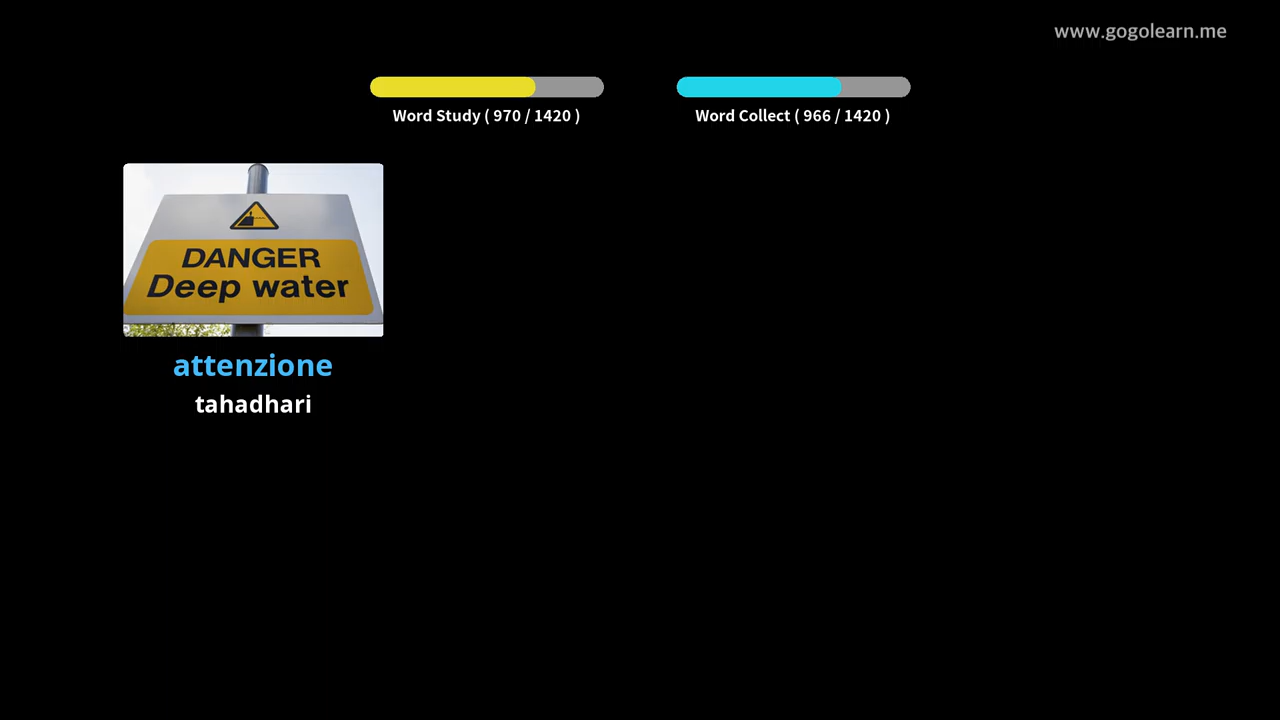 www.gogolearn.me
Word Study ( 970 / 1420 )
Word Collect ( 966 / 1420 )
DANGER
Deep water
attenzione
tahadhari